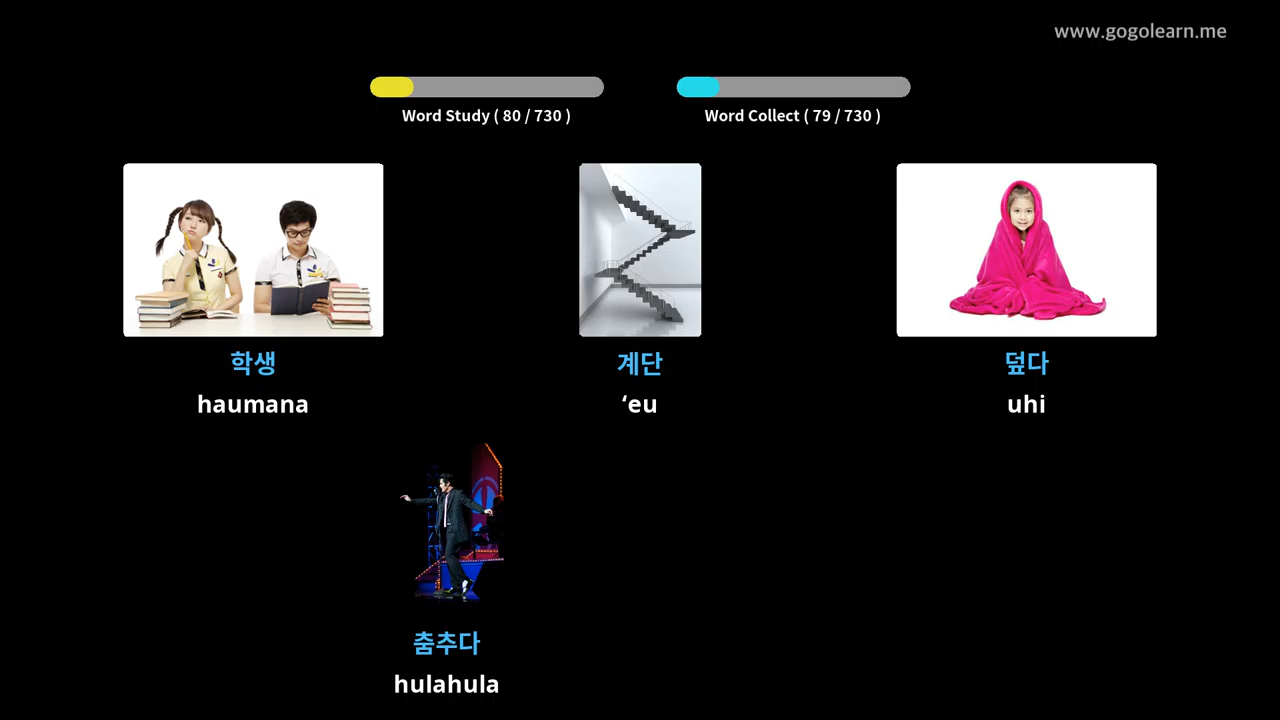 www.gogolearn.me
Word Study ( 80 / 730 )
Word Collect ( 79 / 730 )
학생
계단
덮다
haumana
ʻeu
uhi
춤추다
hulahula